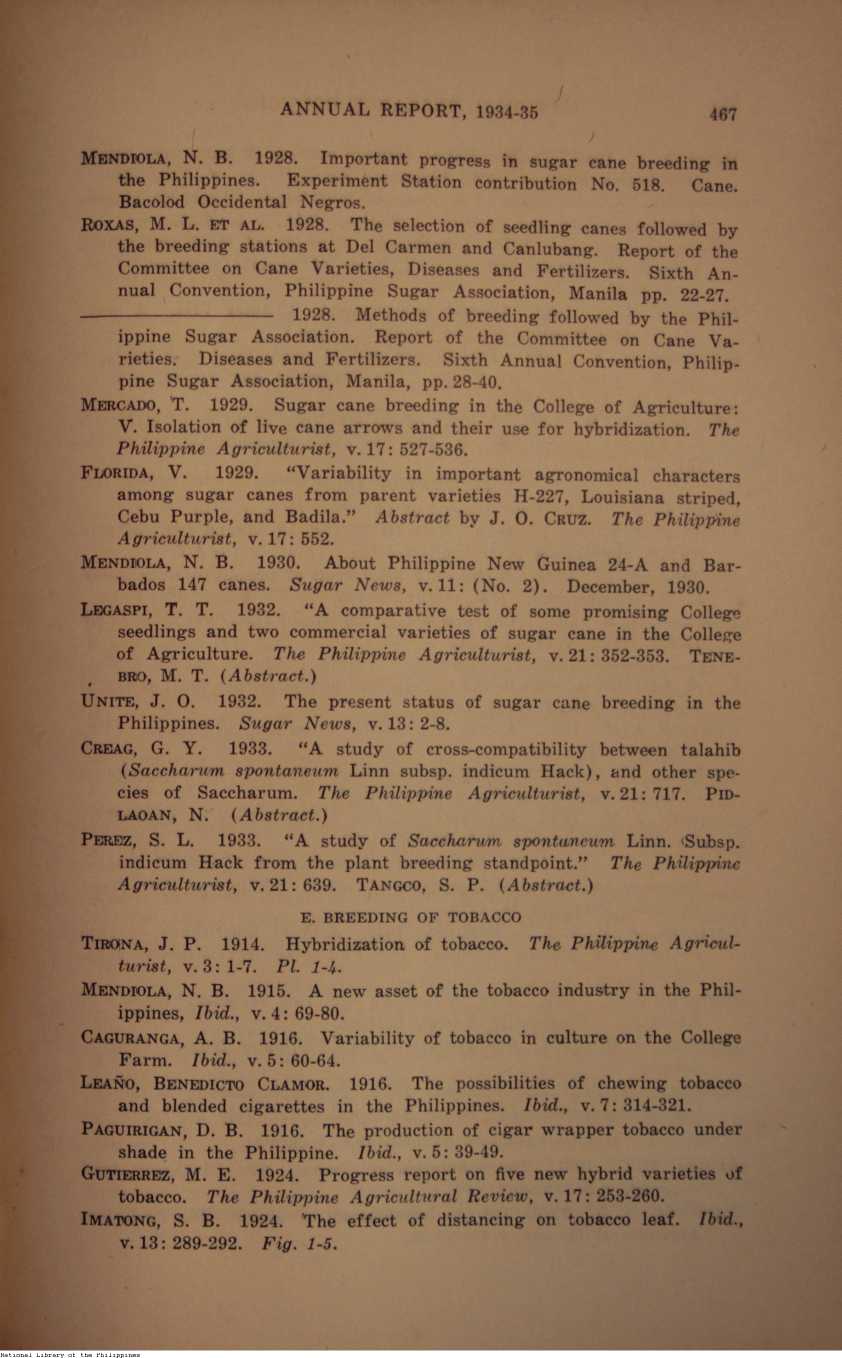 ANNUAL REPORT, 1934-35 467
MENDIOLA, N. B. 1928. Important progress in sugar cane breeding in
the Philippines. Experiment Station contribution No. 518. Cane.
Bacolod Occidental Negros.
ROXAS, M. L. ET AL. 1928. The selection of seedling canes followed by
the breeding stations at Del Carmen and Canlubang. Report of the
Committee on Cane Varieties, Diseases and Fertilizers. Sixth An-
nual Convention, Philippine Sugar Association, Manila pp. 22-27.
——————— 1928. Methods of breeding followed by the Phil-
ippine Sugar Association. Report of the Committee on Cane Va-
rieties. Diseases and Fertilizers. Sixth Annual Convention, Philip-
pine Sugar Association, Manila, pp. 28-40.
MERCADO, T. 1929. Sugar cane breeding in the College of Agriculture:
V. Isolation of live cane arrows and their use for hybridization. The
Philippine Agriculturist, v. 17: 527-536.
FLORIDA, V. 1929. “Variability in important agronomical characters
among sugar canes from parent varieties H-227, Louisiana striped,
Cebu Purple, and Badila.” Abstract by J. O. CRUZ. The Philippine
Agriculturist, v. 17: 552.
MENDIOLA, N. B. 1930. About Philippine New Guinea 24-A and Bar-
bados 147 canes. Sugar News, v. 11: (No. 2). December, 1930.
LEGASPI, T. T. 1932. “A comparative test of some promising College
seedlings and two commercial varieties of sugar cane in the College
of Agriculture. The Philippine Agriculturist, v. 21: 352-353. TENE-
BRO, M. T. (Abstract.)
UNITE, J. O. 1932. The present status of sugar cane breeding in the
Philippines. Sugar News, v. 13: 2-8.
CREAG, G. Y. 1933. “A study of cross-compatibility between talahib
(Saccharum spontaneum Linn subsp. indicum Hack), and other spe-
cies of Saccharum. The Philippine Agriculturist, v. 21: 717. PID-
LAOAN, N. (Abstract.)
PEREZ, S. L. 1933. “A study of Saccharum spontaneum Linn. Subsp.
indicum Hack from the plant breeding standpoint.” The Philippine
Agriculturist, v. 21: 639. TANGCO, S. P. (Abstract.)
E. BREEDING OF TOBACCO
TIRONA, J. P. 1914. Hybridization of tobacco. The Philippine Agricul-
turist, v. 3: 1-7. Pl. 1-4.
MENDIOLA, N. B. 1915. A new asset of the tobacco industry in the Phil-
ippines, Ibid., v. 4: 69-80.
CAGURANGA, A. B. 1916. Variability of tobacco in culture on the College
Farm. Ibid., v. 5: 60-64.
LEAÑO, BENEDICTO CLAMOR. 1916. The possibilities of chewing tobacco
and blended cigarettes in the Philippines. Ibid., v. 7: 314-321.
PAGUIRIGAN, D. B. 1916. The production of cigar wrapper tobacco under
shade in the Philippine. Ibid., v. 5: 39-49.
GUTIERREZ, M. E. 1924. Progress report on five new hybrid varieties of
tobacco. The Philippine Agricultural Review, v. 17: 253-260.
IMATONG, S. B. 1924. The effect of distancing on tobacco leaf. Ibid.,
v. 13: 289-292. Fig. 1-5.
National Library of the Philippines